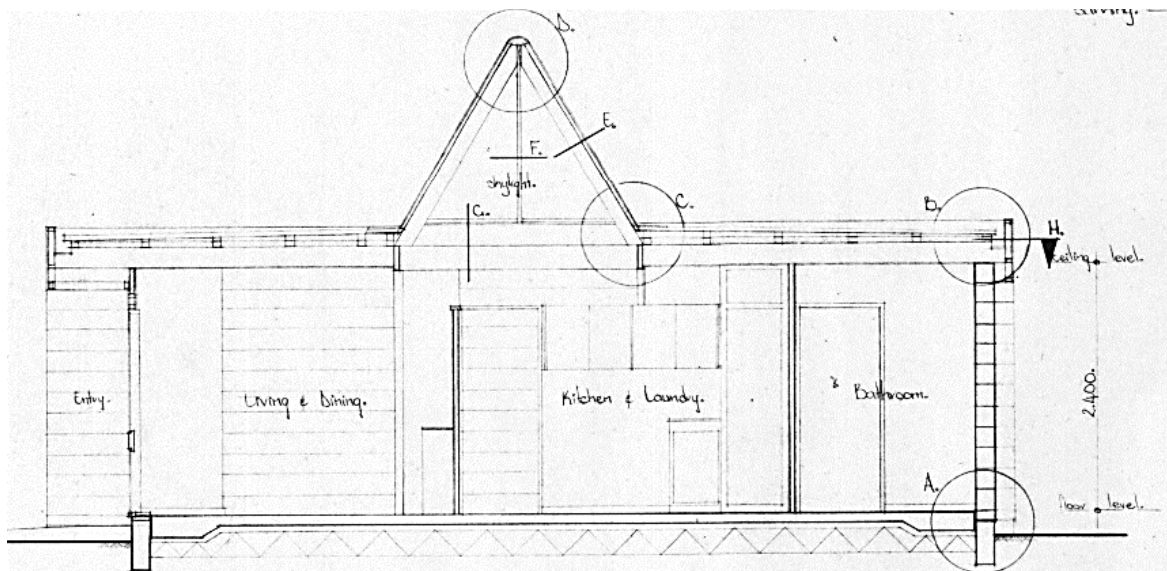 D.
E.
F.
skylight.
G.
C.
B.
H.
ceiling level.
Entry.
Living & Dining.
Kitchen & Laundry.
Bathroom.
2.400.
A.
floor level.